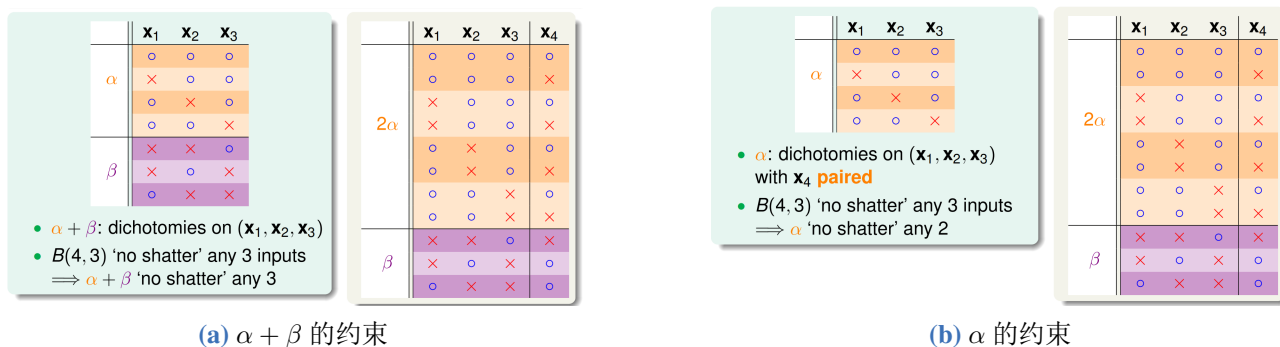 x₁ x₂ x₃
○ ○ ○
α × ○ ○
○ × ○
○ ○ ×
× × ○
β × ○ ×
○ × ×
• α + β: dichotomies on (x₁, x₂, x₃)
• B(4, 3) ‘no shatter’ any 3 inputs
⟹ α + β ‘no shatter’ any 3
x₁ x₂ x₃ x₄
○ ○ ○ ○
○ ○ ○ ×
× ○ ○ ○
2α × ○ ○ ×
○ × ○ ○
○ × ○ ×
○ ○ × ○
○ ○ × ×
× × ○ ×
β × ○ × ○
○ × × ○
(a) α + β 的约束
x₁ x₂ x₃
○ ○ ○
α × ○ ○
○ × ○
○ ○ ×
• α: dichotomies on (x₁, x₂, x₃)
with x₄ paired
• B(4, 3) ‘no shatter’ any 3 inputs
⟹ α ‘no shatter’ any 2
x₁ x₂ x₃ x₄
○ ○ ○ ○
○ ○ ○ ×
× ○ ○ ○
2α × ○ ○ ×
○ × ○ ○
○ × ○ ×
○ ○ × ○
○ ○ × ×
× × ○ ×
β × ○ × ○
○ × × ○
(b) α 的约束